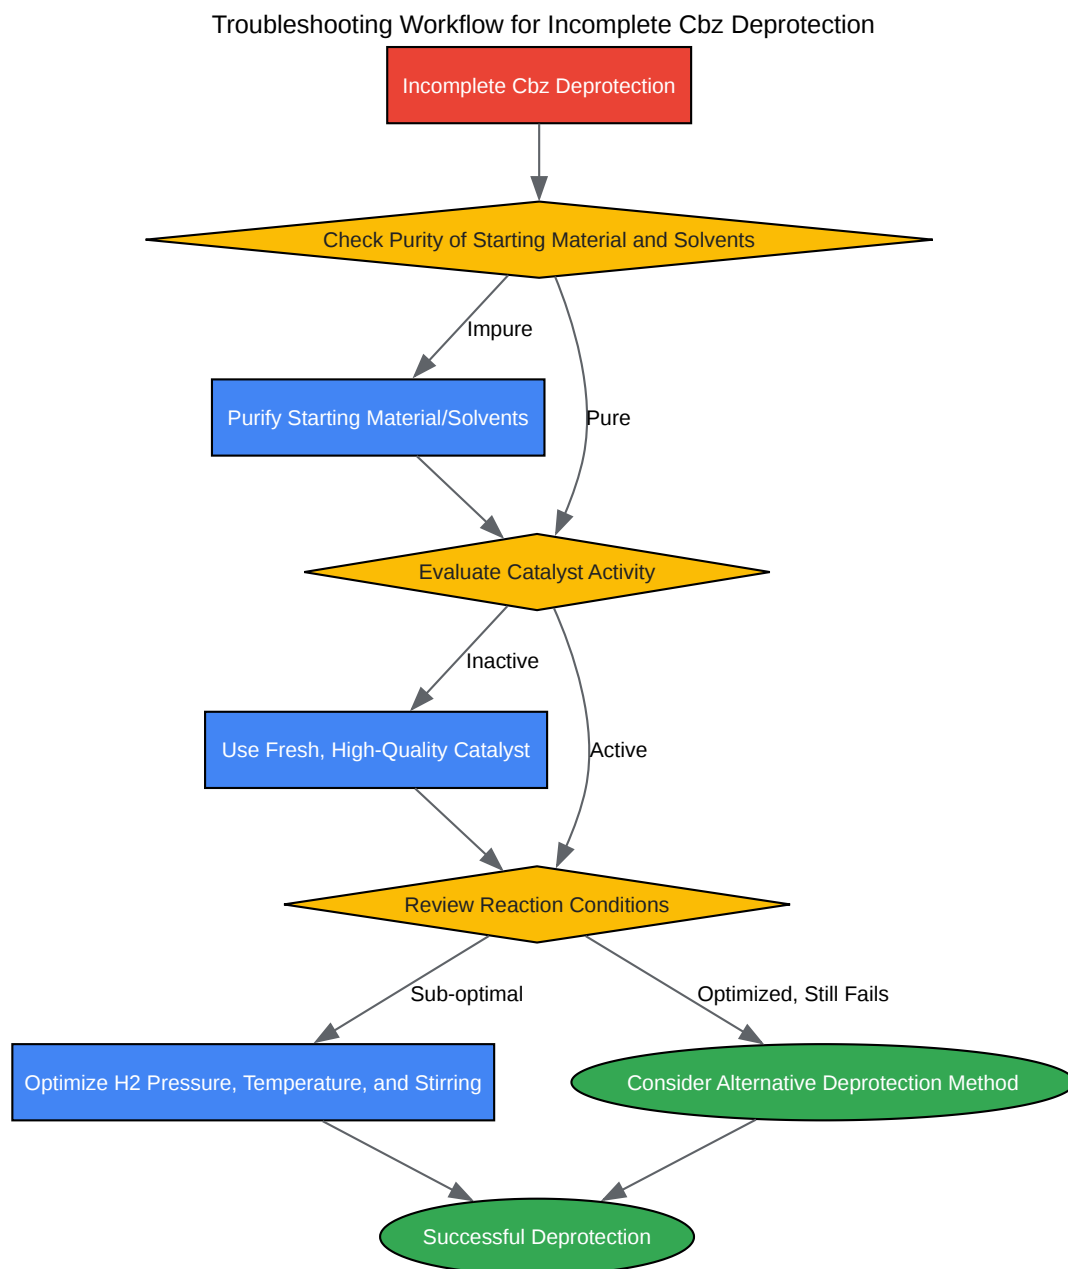 Troubleshooting Workflow for Incomplete Cbz Deprotection
Incomplete Cbz Deprotection
Check Purity of Starting Material and Solvents
Impure
Purify Starting Material/Solvents
Pure
Evaluate Catalyst Activity
Inactive
Use Fresh, High-Quality Catalyst
Active
Review Reaction Conditions
Sub-optimal
Optimized, Still Fails
Optimize H2 Pressure, Temperature, and Stirring
Consider Alternative Deprotection Method
Successful Deprotection